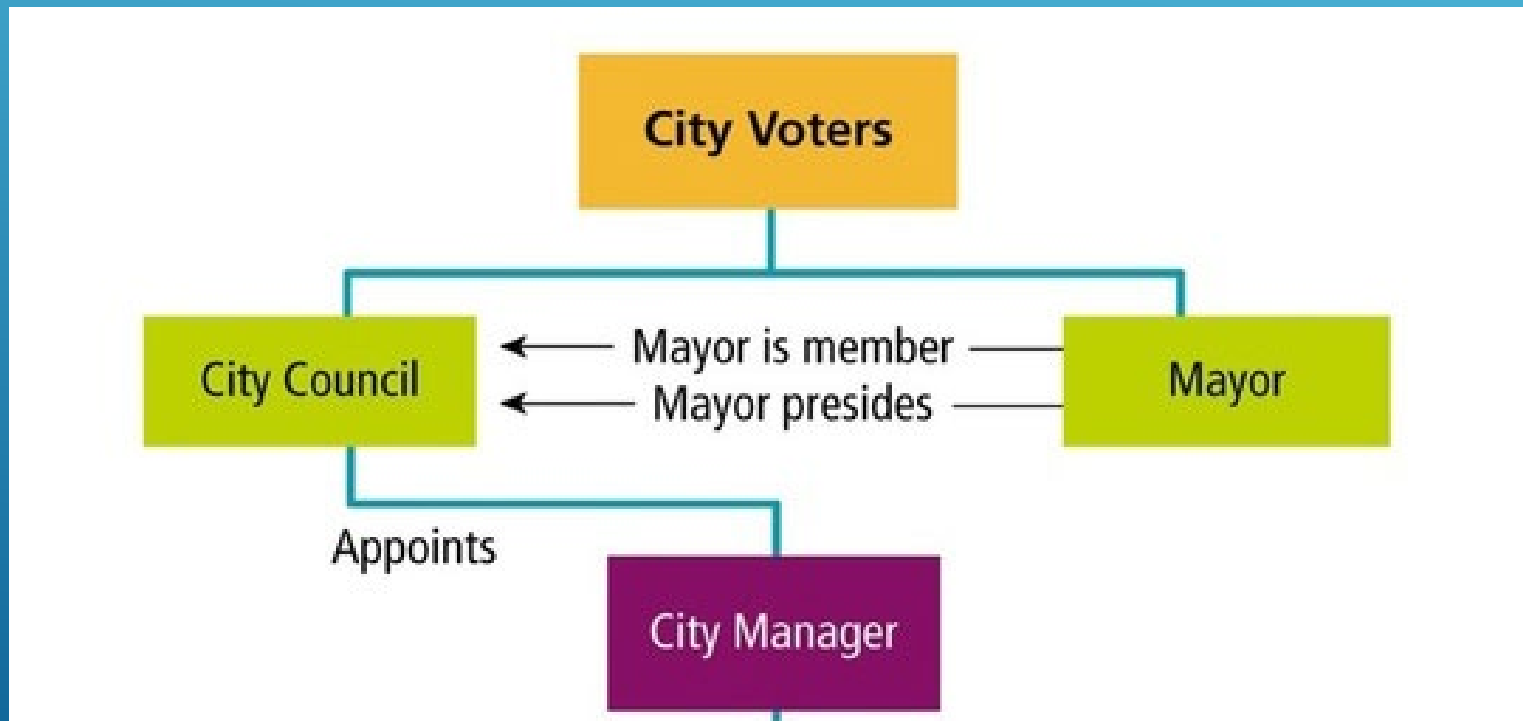 City Voters
City Council
Mayor is member
Mayor presides
Mayor
Appoints
City Manager